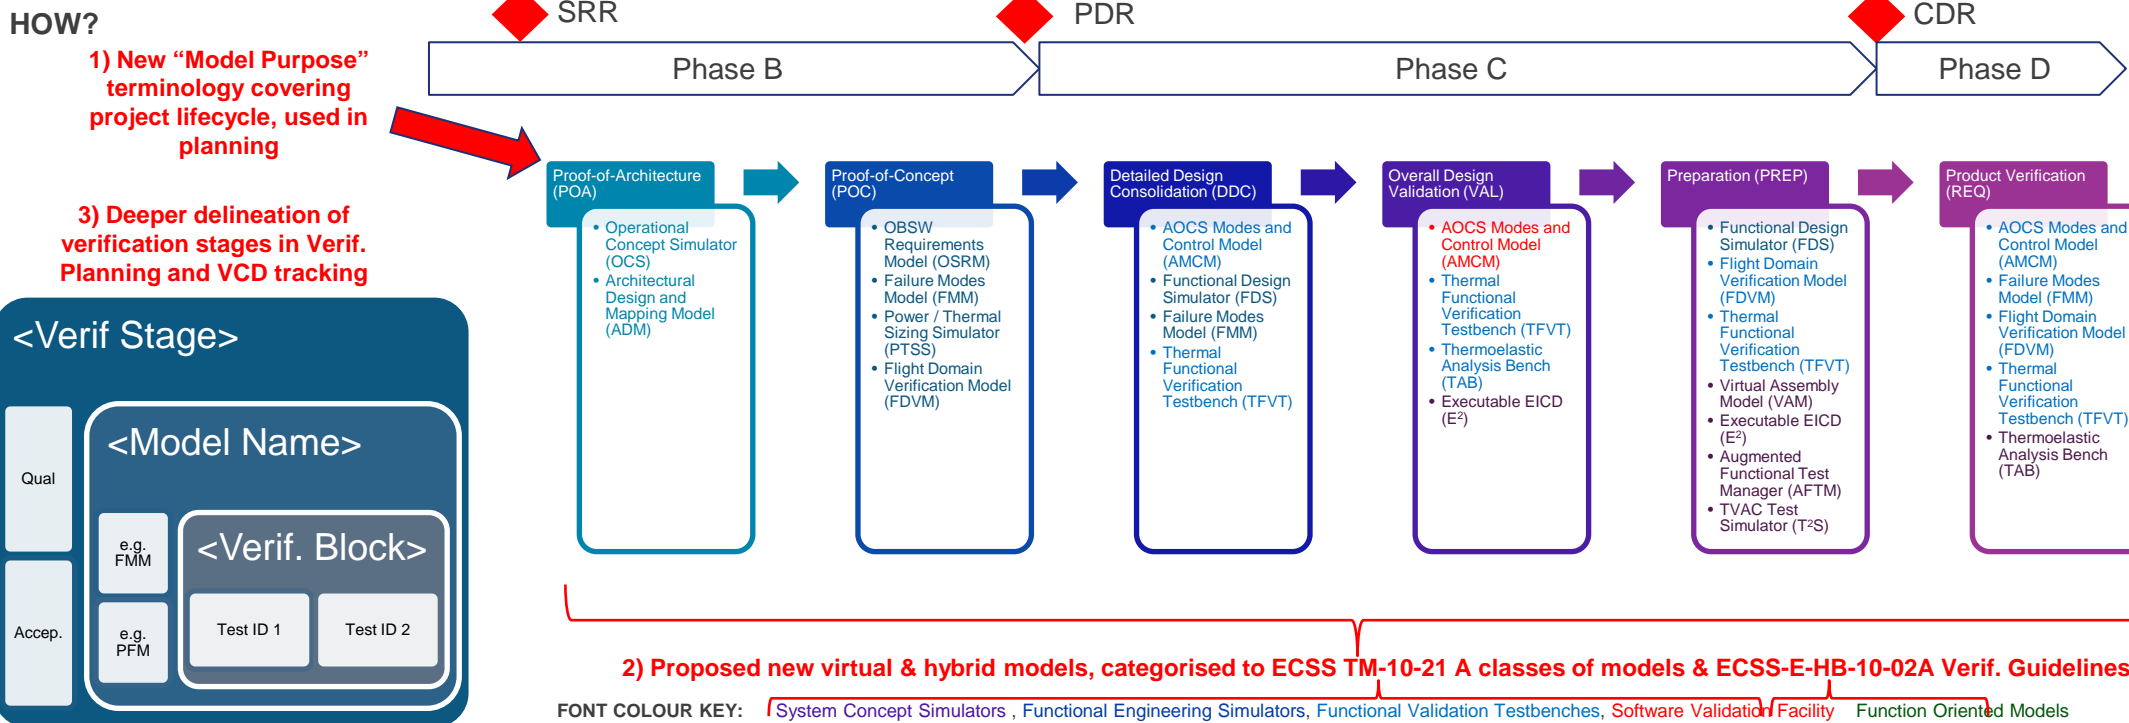 HOW?
SRR
PDR
CDR
Phase B
Phase C
Phase D
1) New “Model Purpose”
terminology covering
project lifecycle, used in
planning
3) Deeper delineation of
verification stages in Verif.
Planning and VCD tracking
<Verif Stage>
Qual
Accep.
<Model Name>
e.g.
FMM
e.g.
PFM
<Verif. Block>
Test ID 1
Test ID 2
Proof-of-Architecture
(POA)
• Operational
Concept Simulator
(OCS)
• Architectural
Design and
Mapping Model
(ADM)
Proof-of-Concept
(POC)
• OBSW
Requirements
Model (OSRM)
• Failure Modes
Model (FMM)
• Power / Thermal
Sizing Simulator
(PTSS)
• Flight Domain
Verification Model
(FDVM)
Detailed Design
Consolidation (DDC)
• AOCS Modes and
Control Model
(AMCM)
• Functional Design
Simulator (FDS)
• Failure Modes
Model (FMM)
• Thermal
Functional
Verification
Testbench (TFVT)
Overall Design
Validation (VAL)
• AOCS Modes and
Control Model
(AMCM)
• Thermal
Functional
Verification
Testbench (TFVT)
• Thermoelastic
Analysis Bench
(TAB)
• Executable EICD
(E²)
Preparation (PREP)
• Functional Design
Simulator (FDS)
• Flight Domain
Verification Model
(FDVM)
• Thermal
Functional
Verification
Testbench (TFVT)
• Virtual Assembly
Model (VAM)
• Executable EICD
(E²)
• Augmented
Functional Test
Manager (AFTM)
• TVAC Test
Simulator (T²S)
Product Verification
(REQ)
• AOCS Modes and
Control Model
(AMCM)
• Failure Modes
Model (FMM)
• Flight Domain
Verification Model
(FDVM)
• Thermal
Functional
Verification
Testbench (TFVT)
• Thermoelastic
Analysis Bench
(TAB)
2) Proposed new virtual & hybrid models, categorised to ECSS TM-10-21 A classes of models & ECSS-E-HB-10-02A Verif. Guidelines
FONT COLOUR KEY: System Concept Simulators , Functional Engineering Simulators, Functional Validation Testbenches, Software Validation Facility Function Oriented Models